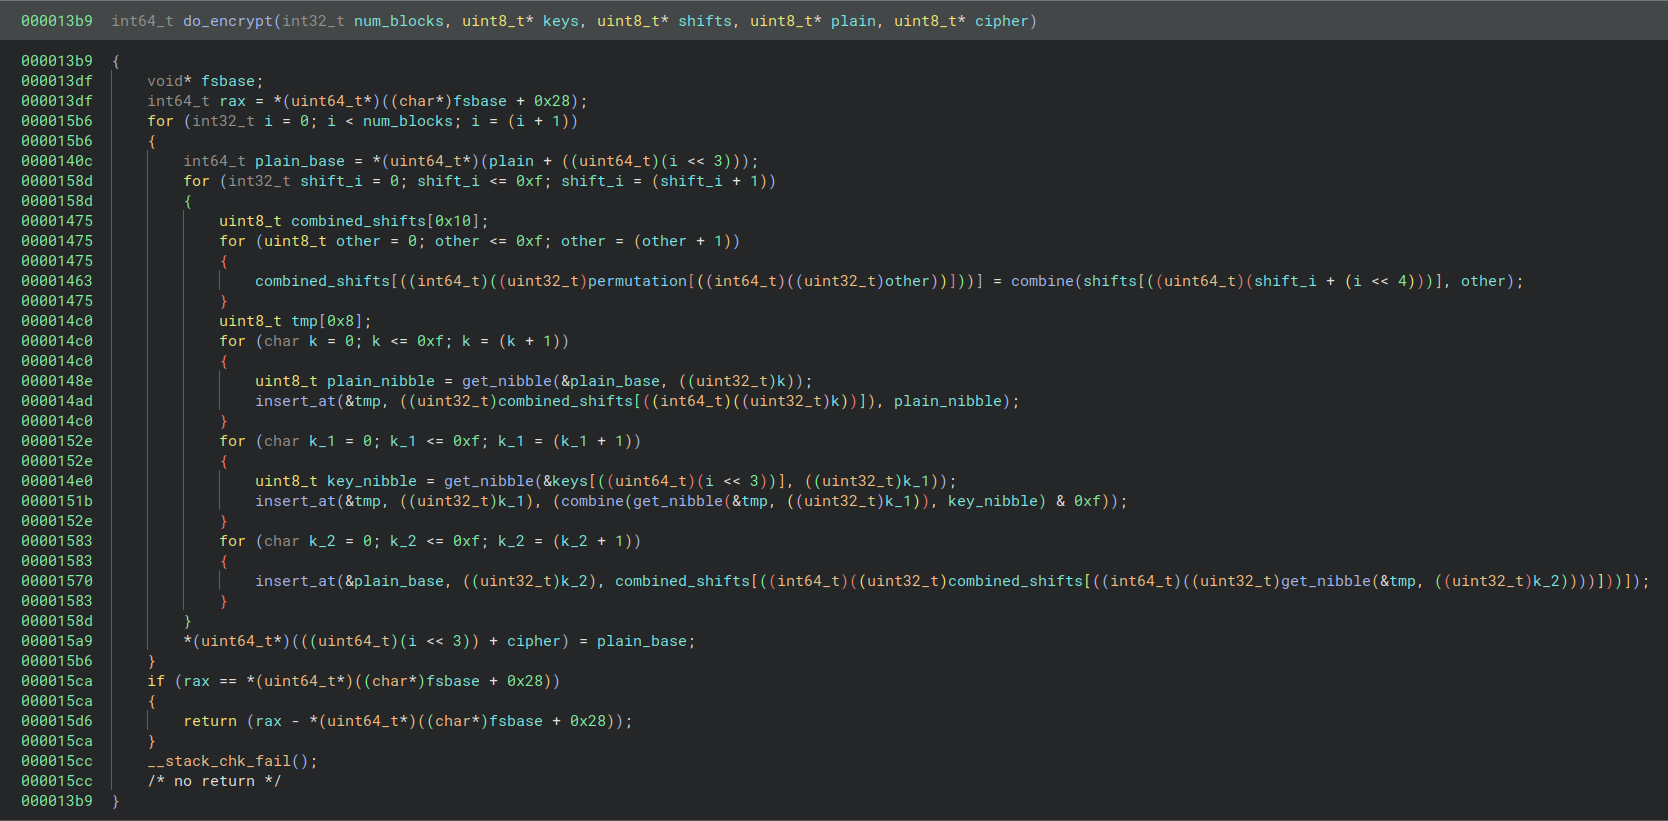 000013b9  int64_t do_encrypt(int32_t num_blocks, uint8_t* keys, uint8_t* shifts, uint8_t* plain, uint8_t* cipher)
000013b9  {
000013df      void* fsbase;
000013df      int64_t rax = *(uint64_t*)((char*)fsbase + 0x28);
000015b6      for (int32_t i = 0; i < num_blocks; i = (i + 1))
000015b6      {
0000140c          int64_t plain_base = *(uint64_t*)(plain + ((uint64_t)(i << 3)));
0000158d          for (int32_t shift_i = 0; shift_i <= 0xf; shift_i = (shift_i + 1))
0000158d          {
00001475              uint8_t combined_shifts[0x10];
00001475              for (uint8_t other = 0; other <= 0xf; other = (other + 1))
00001475              {
00001463                  combined_shifts[((int64_t)((uint32_t)permutation[((int64_t)((uint32_t)other))]))] = combine(shifts[((uint64_t)(shift_i + (i << 4)))], other);
00001475              }
000014c0              uint8_t tmp[0x8];
000014c0              for (char k = 0; k <= 0xf; k = (k + 1))
000014c0              {
0000148e                  uint8_t plain_nibble = get_nibble(&plain_base, ((uint32_t)k));
000014ad                  insert_at(&tmp, ((uint32_t)combined_shifts[((int64_t)((uint32_t)k))]), plain_nibble);
000014c0              }
0000152e              for (char k_1 = 0; k_1 <= 0xf; k_1 = (k_1 + 1))
0000152e              {
000014e0                  uint8_t key_nibble = get_nibble(&keys[((uint64_t)(i << 3))], ((uint32_t)k_1));
0000151b                  insert_at(&tmp, ((uint32_t)k_1), (combine(get_nibble(&tmp, ((uint32_t)k_1)), key_nibble) & 0xf));
0000152e              }
00001583              for (char k_2 = 0; k_2 <= 0xf; k_2 = (k_2 + 1))
00001583              {
00001570                  insert_at(&plain_base, ((uint32_t)k_2), combined_shifts[((int64_t)((uint32_t)combined_shifts[((int64_t)((uint32_t)get_nibble(&tmp, ((uint32_t)k_2))))]))]);
00001583              }
0000158d          }
000015a9          *(uint64_t*)(((uint64_t)(i << 3)) + cipher) = plain_base;
000015b6      }
000015ca      if (rax == *(uint64_t*)((char*)fsbase + 0x28))
000015ca      {
000015d6          return (rax - *(uint64_t*)((char*)fsbase + 0x28));
000015ca      }
000015cc      __stack_chk_fail();
000015cc      /* no return */
000013b9  }